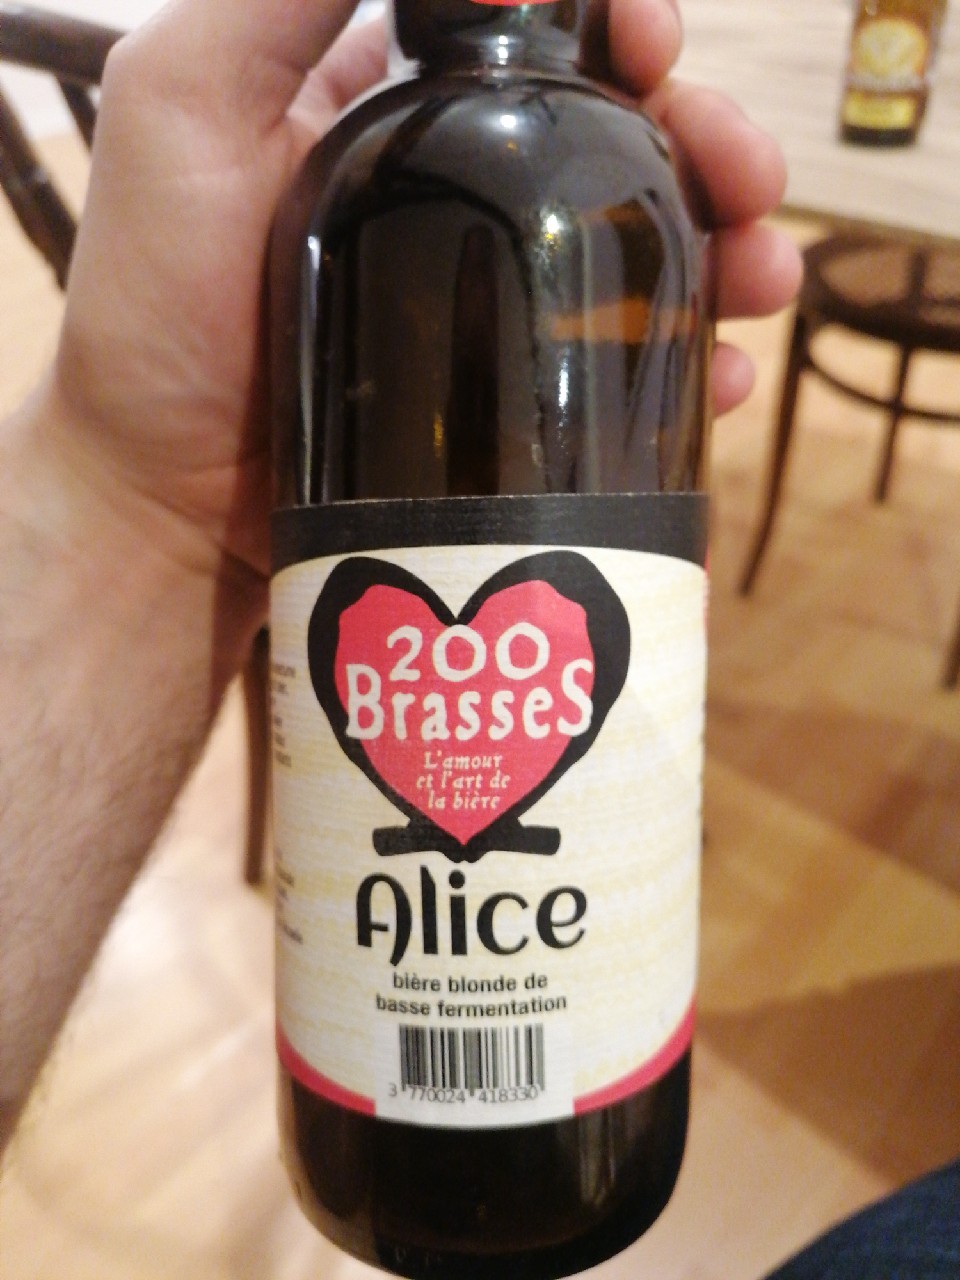 200
BrasseS
L'amour
et l'art de
la bière
Alice
bière blonde de
basse fermentation
3 770024 418330